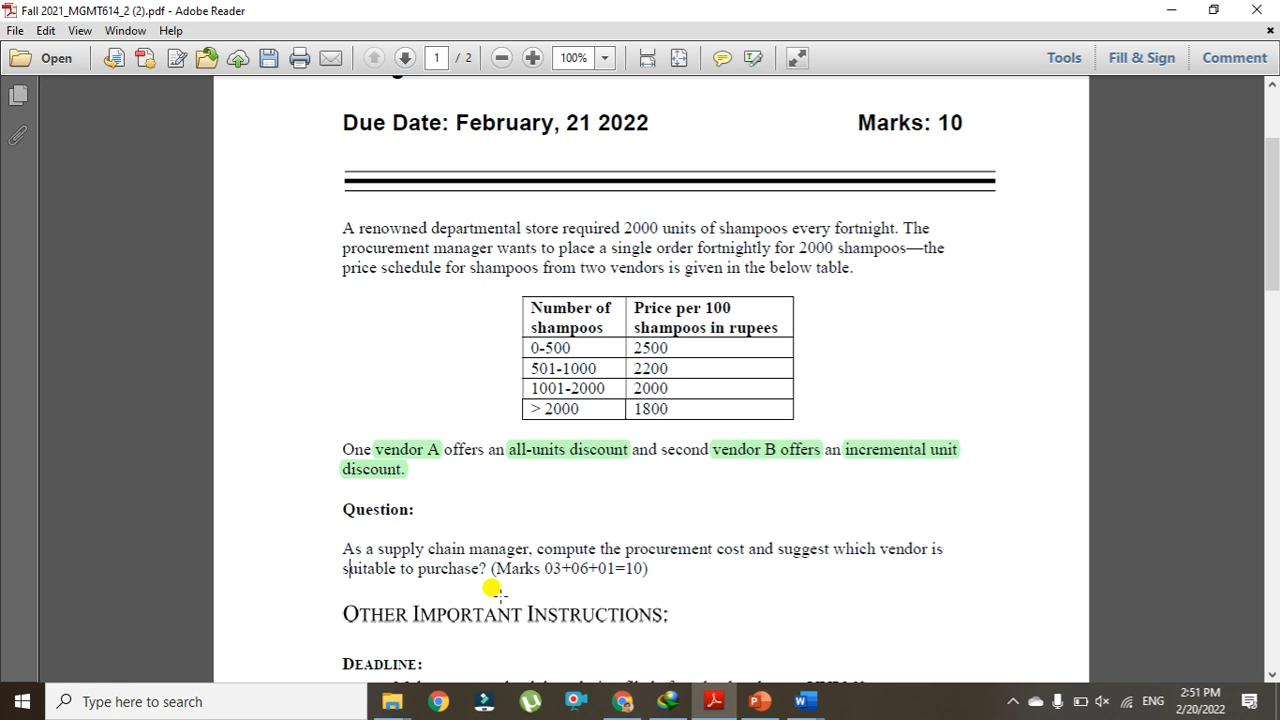 Fall 2021_MGMT614_2 (2).pdf - Adobe Reader
File Edit View Window Help
Open 1 / 2 100% Tools Fill & Sign Comment
Due Date: February, 21 2022 Marks: 10
A renowned departmental store required 2000 units of shampoos every fortnight. The
procurement manager wants to place a single order fortnightly for 2000 shampoos—the
price schedule for shampoos from two vendors is given in the below table.
Number of shampoos Price per 100 shampoos in rupees
0-500 2500
501-1000 2200
1001-2000 2000
> 2000 1800
One vendor A offers an all-units discount and second vendor B offers an incremental unit
discount.
Question:
As a supply chain manager, compute the procurement cost and suggest which vendor is
suitable to purchase? (Marks 03+06+01=10)
OTHER IMPORTANT INSTRUCTIONS:
DEADLINE:
Type here to search
ENG
2:51 PM
2/20/2022